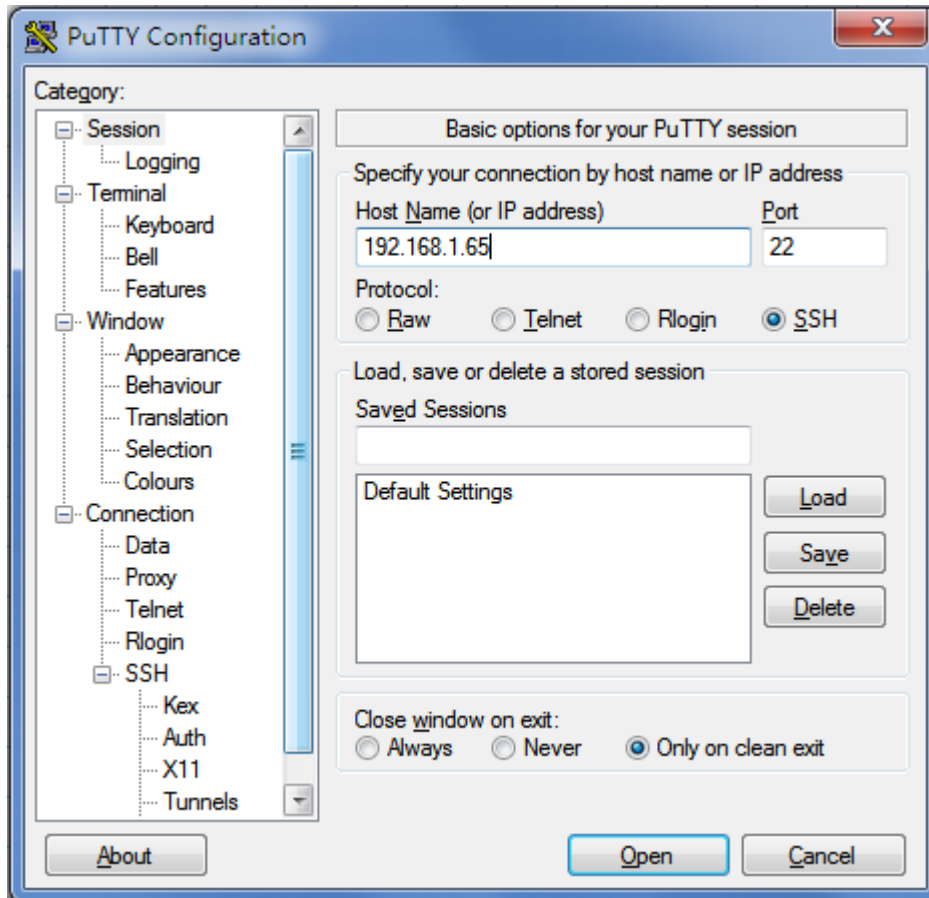 PuTTY Configuration
Category:
Session
Logging
Terminal
Keyboard
Bell
Features
Window
Appearance
Behaviour
Translation
Selection
Colours
Connection
Data
Proxy
Telnet
Rlogin
SSH
Kex
Auth
X11
Tunnels
Basic options for your PuTTY session
Specify your connection by host name or IP address
Host Name (or IP address) Port
192.168.1.65 22
Protocol:
Raw Telnet Rlogin SSH
Load, save or delete a stored session
Saved Sessions
Default Settings
Load
Save
Delete
Close window on exit:
Always Never Only on clean exit
About Open Cancel